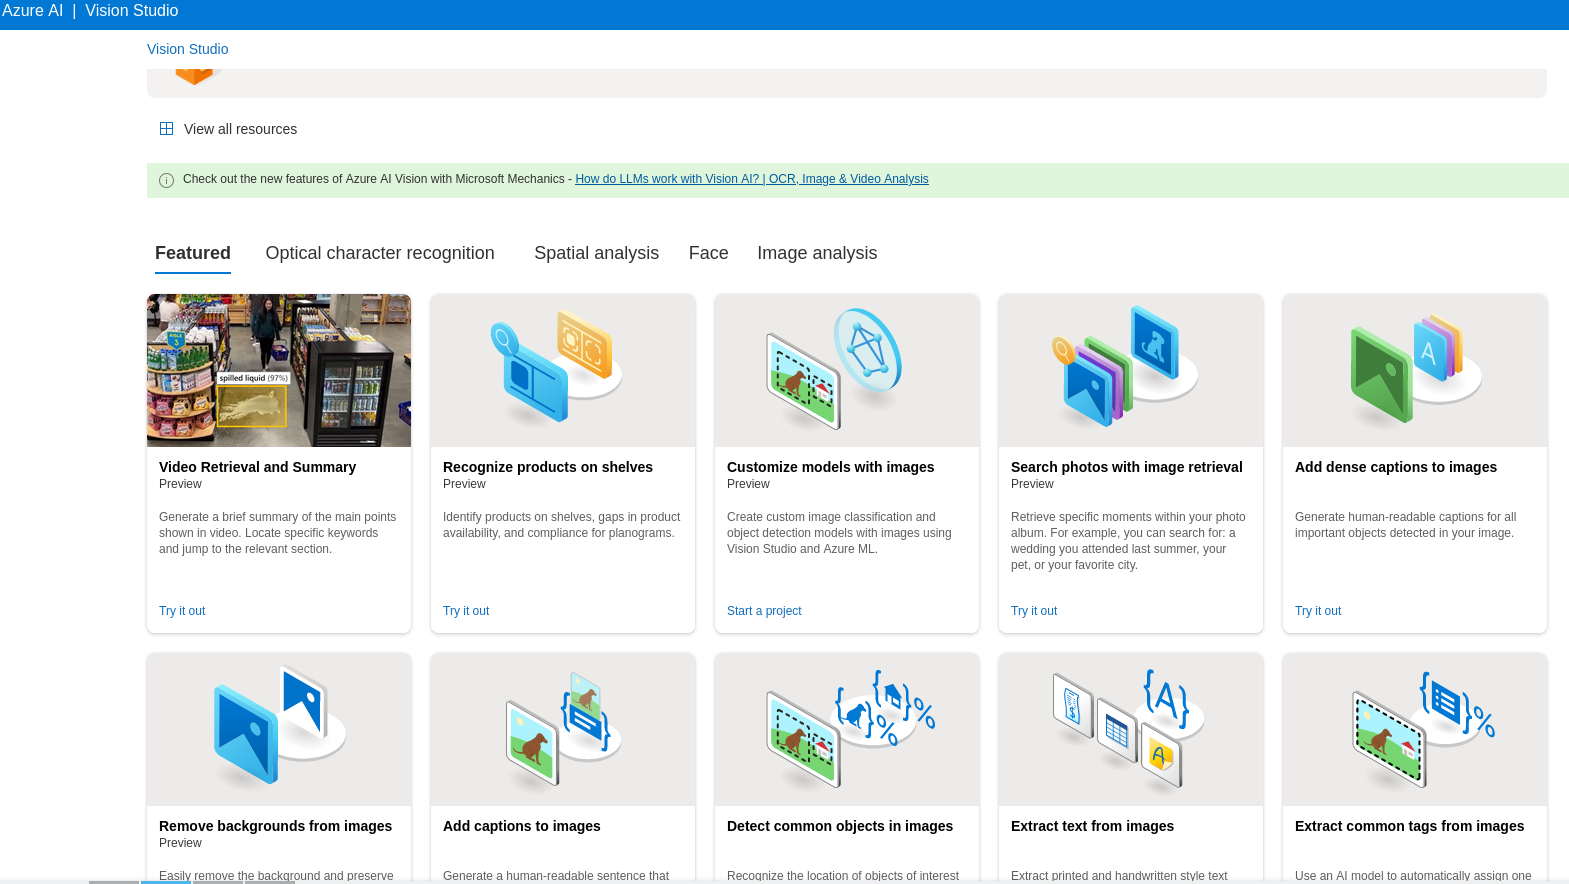 Azure AI | Vision Studio
Vision Studio
View all resources
Check out the new features of Azure AI Vision with Microsoft Mechanics - How do LLMs work with Vision AI? | OCR, Image & Video Analysis
Featured Optical character recognition Spatial analysis Face Image analysis
AISLE
3
spilled liquid (97%)
A
Video Retrieval and Summary
Preview
Generate a brief summary of the main points
shown in video. Locate specific keywords
and jump to the relevant section.
Try it out
Recognize products on shelves
Preview
Identify products on shelves, gaps in product
availability, and compliance for planograms.
Try it out
Customize models with images
Preview
Create custom image classification and
object detection models with images using
Vision Studio and Azure ML.
Start a project
Search photos with image retrieval
Preview
Retrieve specific moments within your photo
album. For example, you can search for: a
wedding you attended last summer, your
pet, or your favorite city.
Try it out
Add dense captions to images
Generate human-readable captions for all
important objects detected in your image.
Try it out
{ } % { } %
$ A { A }
{ } %
Remove backgrounds from images
Preview
Easily remove the background and preserve
Add captions to images
Generate a human-readable sentence that
Detect common objects in images
Recognize the location of objects of interest
Extract text from images
Extract printed and handwritten style text
Extract common tags from images
Use an AI model to automatically assign one